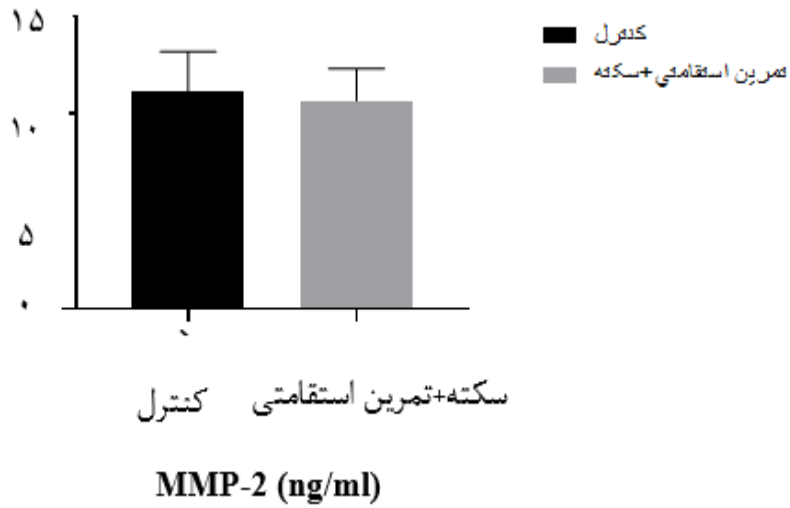 ۱۵
۱۰
۵
۰
کنترل
تمرین استقامتی+سکته
کنترل
سکته+تمرین استقامتی
MMP-2 (ng/ml)